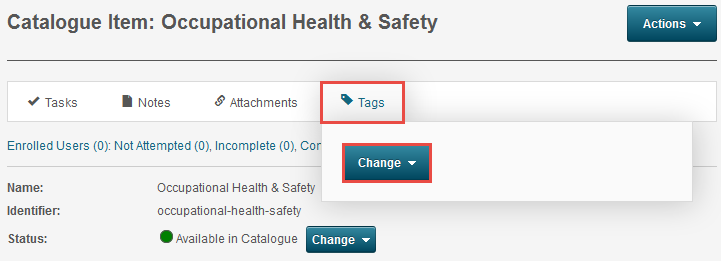 Catalogue Item: Occupational Health & Safety
Actions
Tasks Notes Attachments Tags
Enrolled Users (0): Not Attempted (0), Incomplete (0),
Change
Name: Occupational Health & Safety
Identifier: occupational-health-safety
Status: Available in Catalogue Change